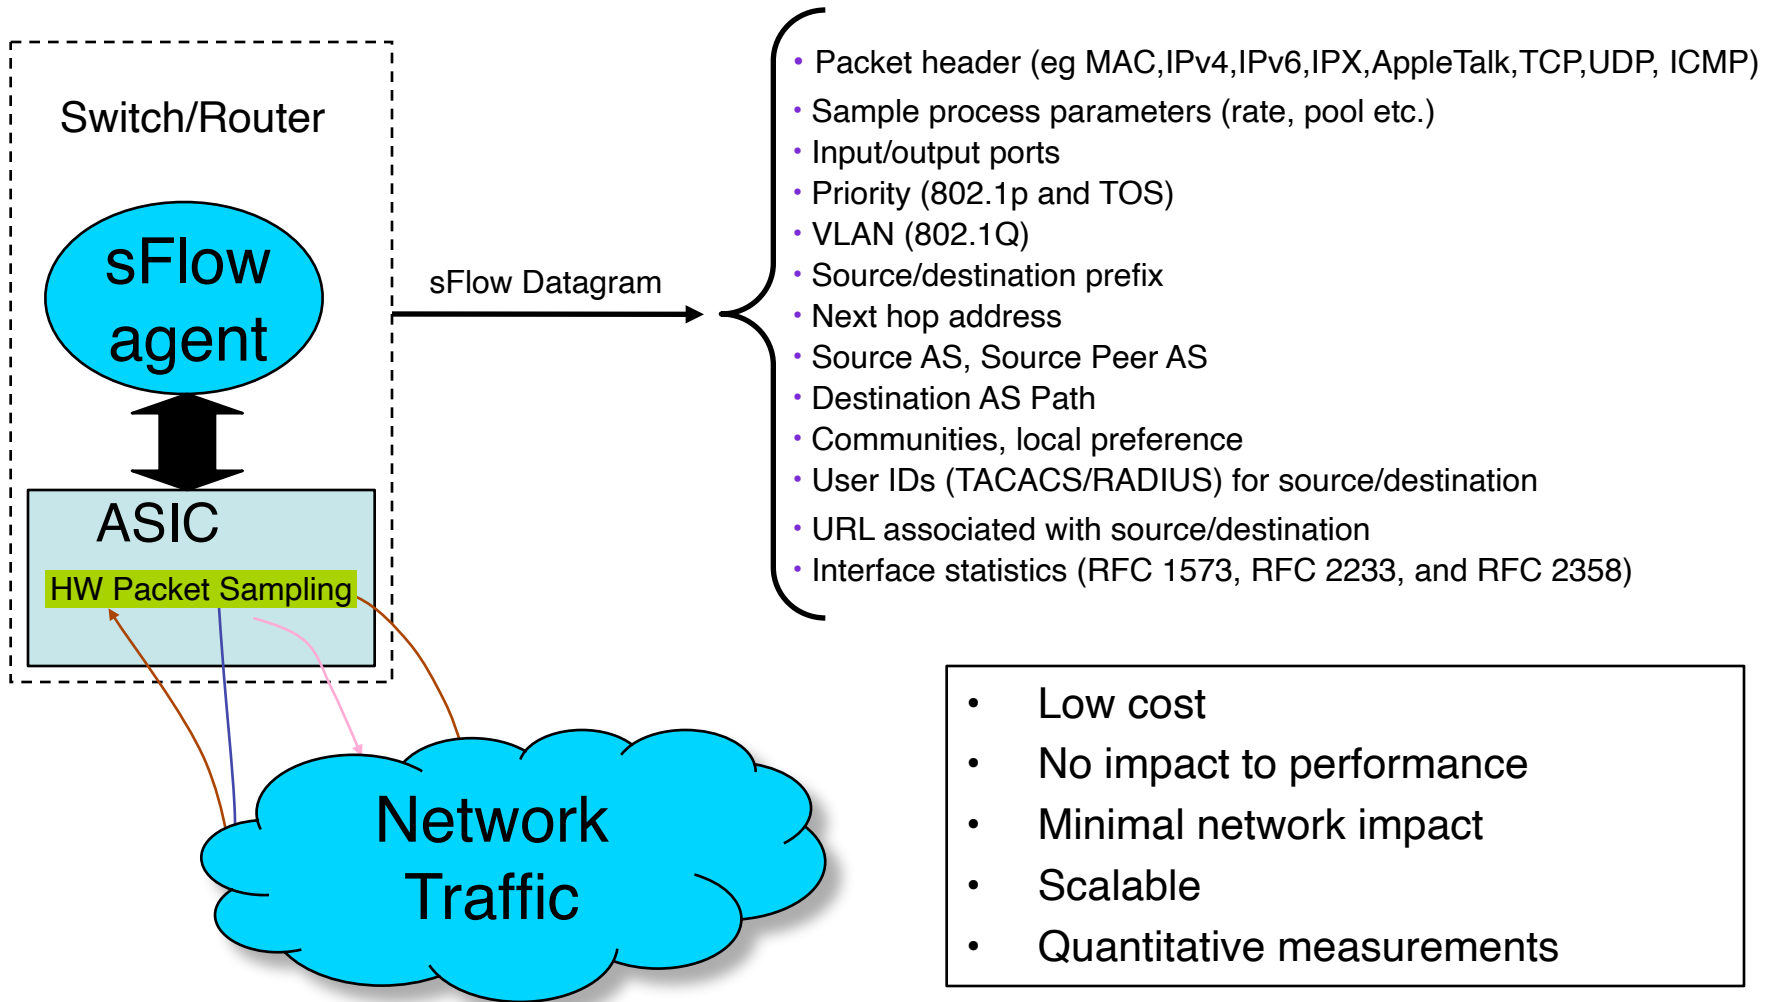 Switch/Router
sFlow
agent
ASIC
HW Packet Sampling
Network
Traffic
sFlow Datagram
• Packet header (eg MAC,IPv4,IPv6,IPX,AppleTalk,TCP,UDP, ICMP)
• Sample process parameters (rate, pool etc.)
• Input/output ports
• Priority (802.1p and TOS)
• VLAN (802.1Q)
• Source/destination prefix
• Next hop address
• Source AS, Source Peer AS
• Destination AS Path
• Communities, local preference
• User IDs (TACACS/RADIUS) for source/destination
• URL associated with source/destination
• Interface statistics (RFC 1573, RFC 2233, and RFC 2358)
• Low cost
• No impact to performance
• Minimal network impact
• Scalable
• Quantitative measurements